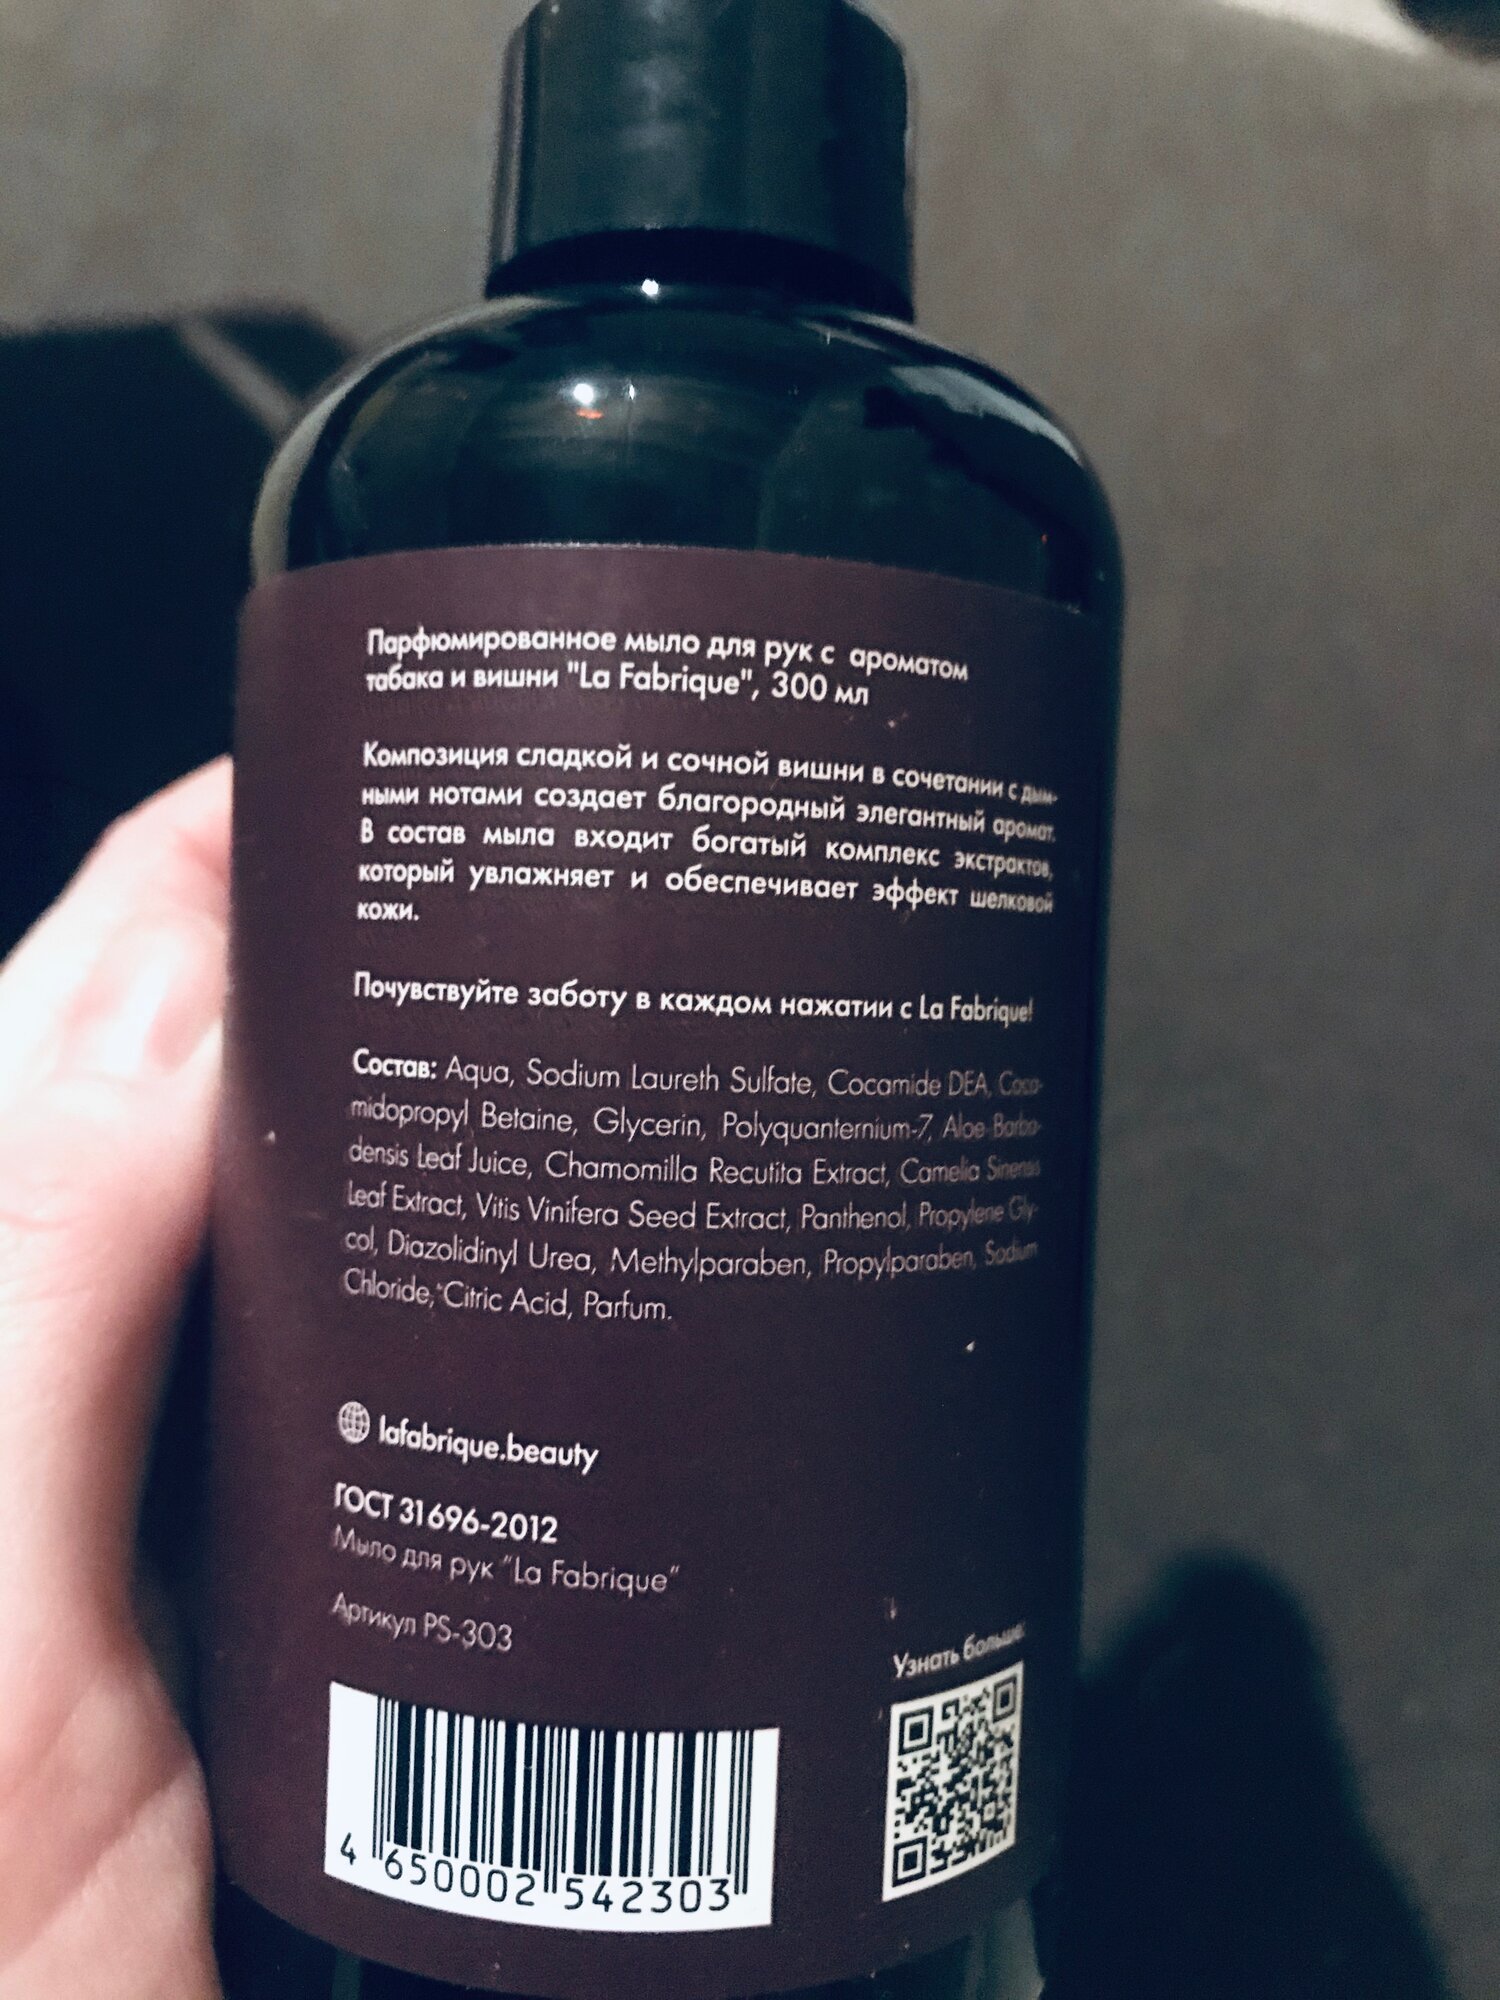 Парфюмированное мыло для рук с ароматом
табака и вишни "La Fabrique", 300 мл
Композиция сладкой и сочной вишни в сочетании с дым-
ными нотами создает благородный элегантный аромат.
В состав мыла входит богатый комплекс экстрактов,
который увлажняет и обеспечивает эффект шелковой
кожи.
Почувствуйте заботу в каждом нажатии с La Fabrique!
Состав: Aqua, Sodium Laureth Sulfate, Cocamide DEA, Coca-
midopropyl Betaine, Glycerin, Polyquanternium-7, Aloe Barba-
densis Leaf Juice, Chamomilla Recutita Extract, Camelia Sinensis
Leaf Extract, Vitis Vinifera Seed Extract, Panthenol, Propylene Gly-
col, Diazolidinyl Urea, Methylparaben, Propylparaben, Sodium
Chloride, Citric Acid, Parfum.
lafabrique.beauty
ГОСТ 31696-2012
Мыло для рук "La Fabrique"
Артикул PS-303
Узнать больше:
4 650002 542303